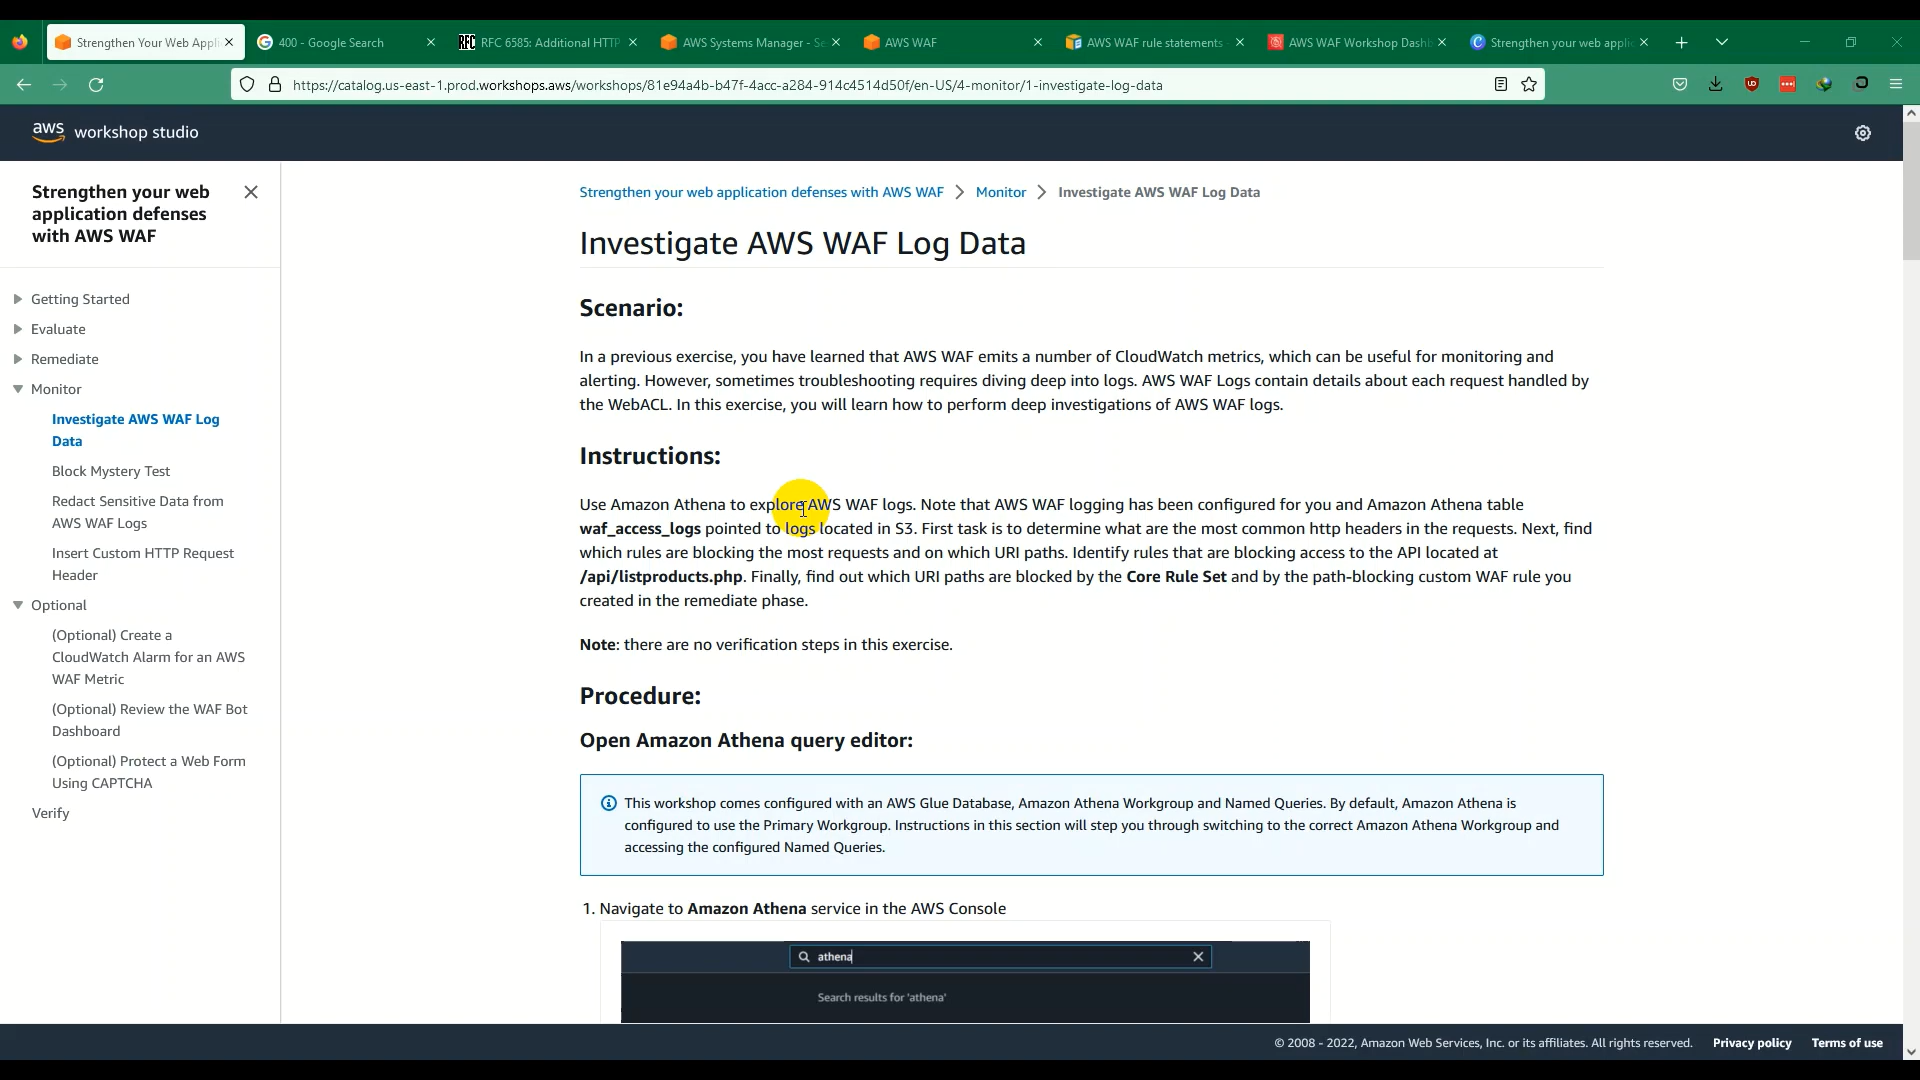 Strengthen Your Web Appli
400 - Google Search
RFC RFC 6585: Additional HTTP
AWS Systems Manager - Se
AWS WAF
AWS WAF rule statements
AWS WAF Workshop Dashb
Strengthen your web applic
https://catalog.us-east-1.prod.workshops.aws/workshops/81e94a4b-b47f-4acc-a284-914c4514d50f/en-US/4-monitor/1-investigate-log-data
aws workshop studio
Strengthen your web
application defenses
with AWS WAF
Getting Started
Evaluate
Remediate
Monitor
Investigate AWS WAF Log
Data
Block Mystery Test
Redact Sensitive Data from
AWS WAF Logs
Insert Custom HTTP Request
Header
Optional
(Optional) Create a
CloudWatch Alarm for an AWS
WAF Metric
(Optional) Review the WAF Bot
Dashboard
(Optional) Protect a Web Form
Using CAPTCHA
Verify
Strengthen your web application defenses with AWS WAF > Monitor > Investigate AWS WAF Log Data
Investigate AWS WAF Log Data
Scenario:
In a previous exercise, you have learned that AWS WAF emits a number of CloudWatch metrics, which can be useful for monitoring and
alerting. However, sometimes troubleshooting requires diving deep into logs. AWS WAF Logs contain details about each request handled by
the WebACL. In this exercise, you will learn how to perform deep investigations of AWS WAF logs.
Instructions:
Use Amazon Athena to explore AWS WAF logs. Note that AWS WAF logging has been configured for you and Amazon Athena table
waf_access_logs pointed to logs located in S3. First task is to determine what are the most common http headers in the requests. Next, find
which rules are blocking the most requests and on which URI paths. Identify rules that are blocking access to the API located at
/api/listproducts.php. Finally, find out which URI paths are blocked by the Core Rule Set and by the path-blocking custom WAF rule you
created in the remediate phase.
Note: there are no verification steps in this exercise.
Procedure:
Open Amazon Athena query editor:
This workshop comes configured with an AWS Glue Database, Amazon Athena Workgroup and Named Queries. By default, Amazon Athena is
configured to use the Primary Workgroup. Instructions in this section will step you through switching to the correct Amazon Athena Workgroup and
accessing the configured Named Queries.
1. Navigate to Amazon Athena service in the AWS Console
athena
Search results for 'athena'
© 2008 - 2022, Amazon Web Services, Inc. or its affiliates. All rights reserved. Privacy policy Terms of use